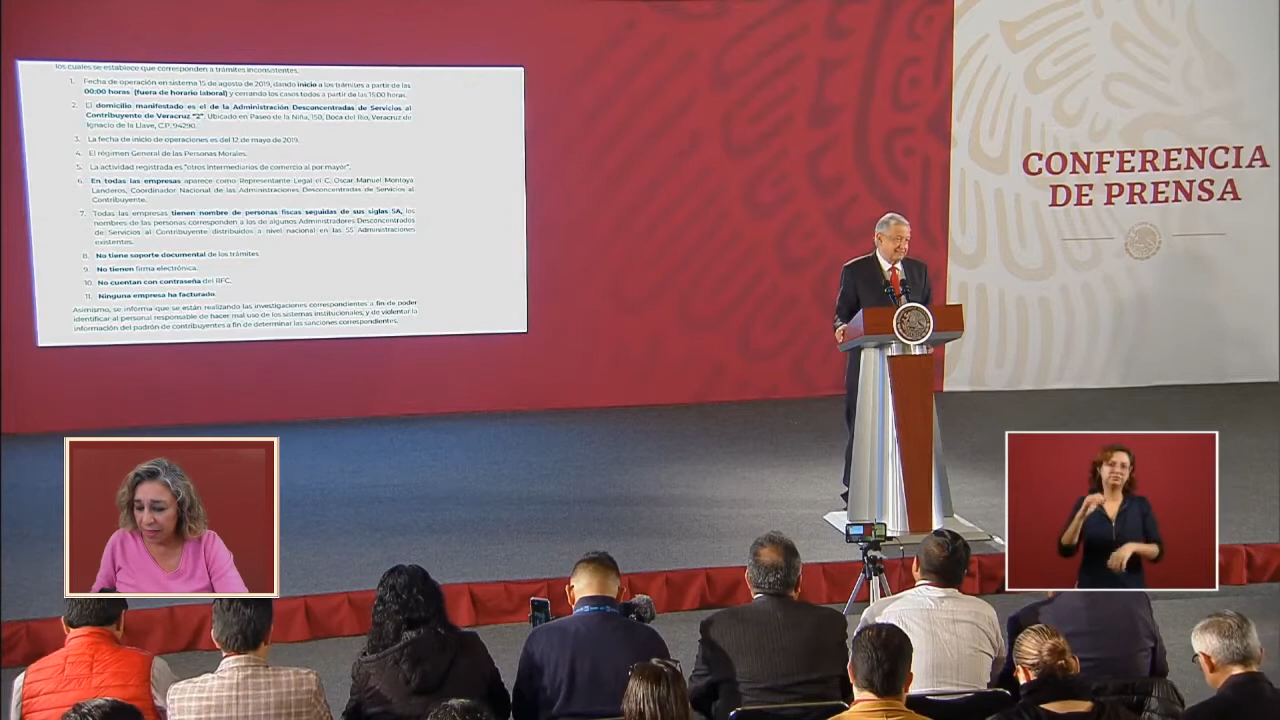 los cuales se establece que corresponden a trámites inconsistentes.
1. Fecha de operación en sistema 15 de agosto de 2019, dando inicio a los trámites a partir de las
00:00 horas (fuera de horario laboral) y cerrando los casos todos a partir de las 15:00 horas.
2. El domicilio manifestado es el de la Administración Desconcentradas de Servicios al
Contribuyente de Veracruz "2". Ubicado en Paseo de la Niña, 150, Boca del Río, Veracruz de
Ignacio de la Llave, C.P. 94290.
3. La fecha de inicio de operaciones es del 12 de mayo de 2019.
4. El régimen General de las Personas Morales.
5. La actividad registrada es "otros intermediarios de comercio al por mayor".
6. En todas las empresas aparece como Representante Legal el C. Oscar Manuel Montoya
Landeros, Coordinador Nacional de las Administraciones Desconcentradas de Servicios al
Contribuyente.
7. Todas las empresas tienen nombre de personas fiscas seguidas de sus siglas SA, los
nombres de las personas corresponden a los de algunos Administradores Desconcentrados
de Servicios al Contribuyente distribuidos a nivel nacional en las 55 Administraciones
existentes.
8. No tiene soporte documental de los trámites
9. No tienen firma electrónica.
10. No cuentan con contraseña del RFC.
11. Ninguna empresa ha facturado.
Asimismo, se informa que se están realizando las investigaciones correspondientes a fin de poder
identificar al personal responsable de hacer mal uso de los sistemas institucionales, y de violentar la
información del padrón de contribuyentes a fin de determinar las sanciones correspondientes.
CONFERENCIA
DE PRENSA